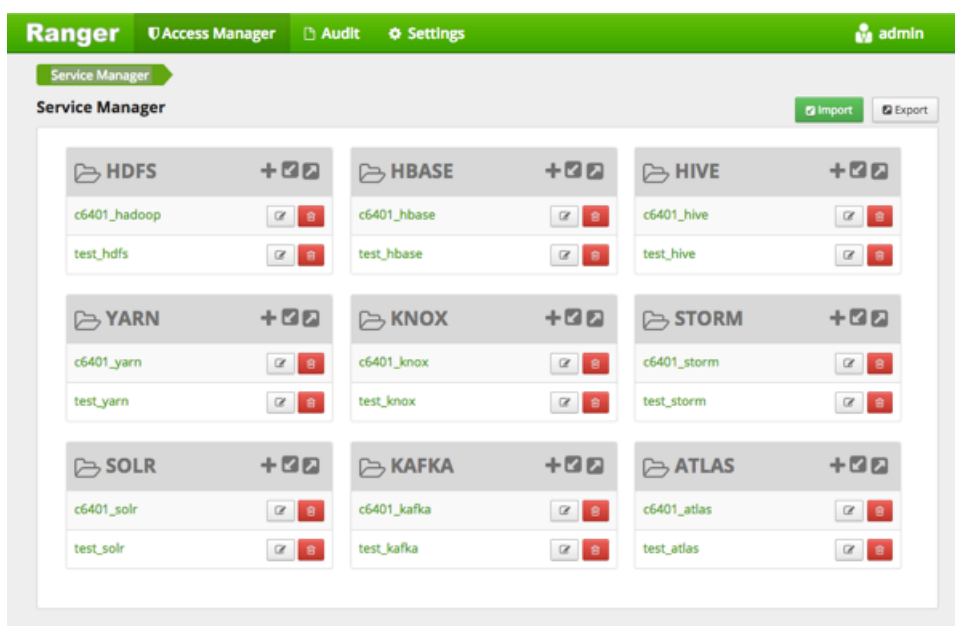 Ranger Access Manager Audit Settings admin
Service Manager
Service Manager Import Export
HDFS HBASE HIVE
c6401_hadoop c6401_hbase c6401_hive
test_hdfs test_hbase test_hive
YARN KNOX STORM
c6401_yarn c6401_knox c6401_storm
test_yarn test_knox test_storm
SOLR KAFKA ATLAS
c6401_solr c6401_kafka c6401_atlas
test_solr test_kafka test_atlas